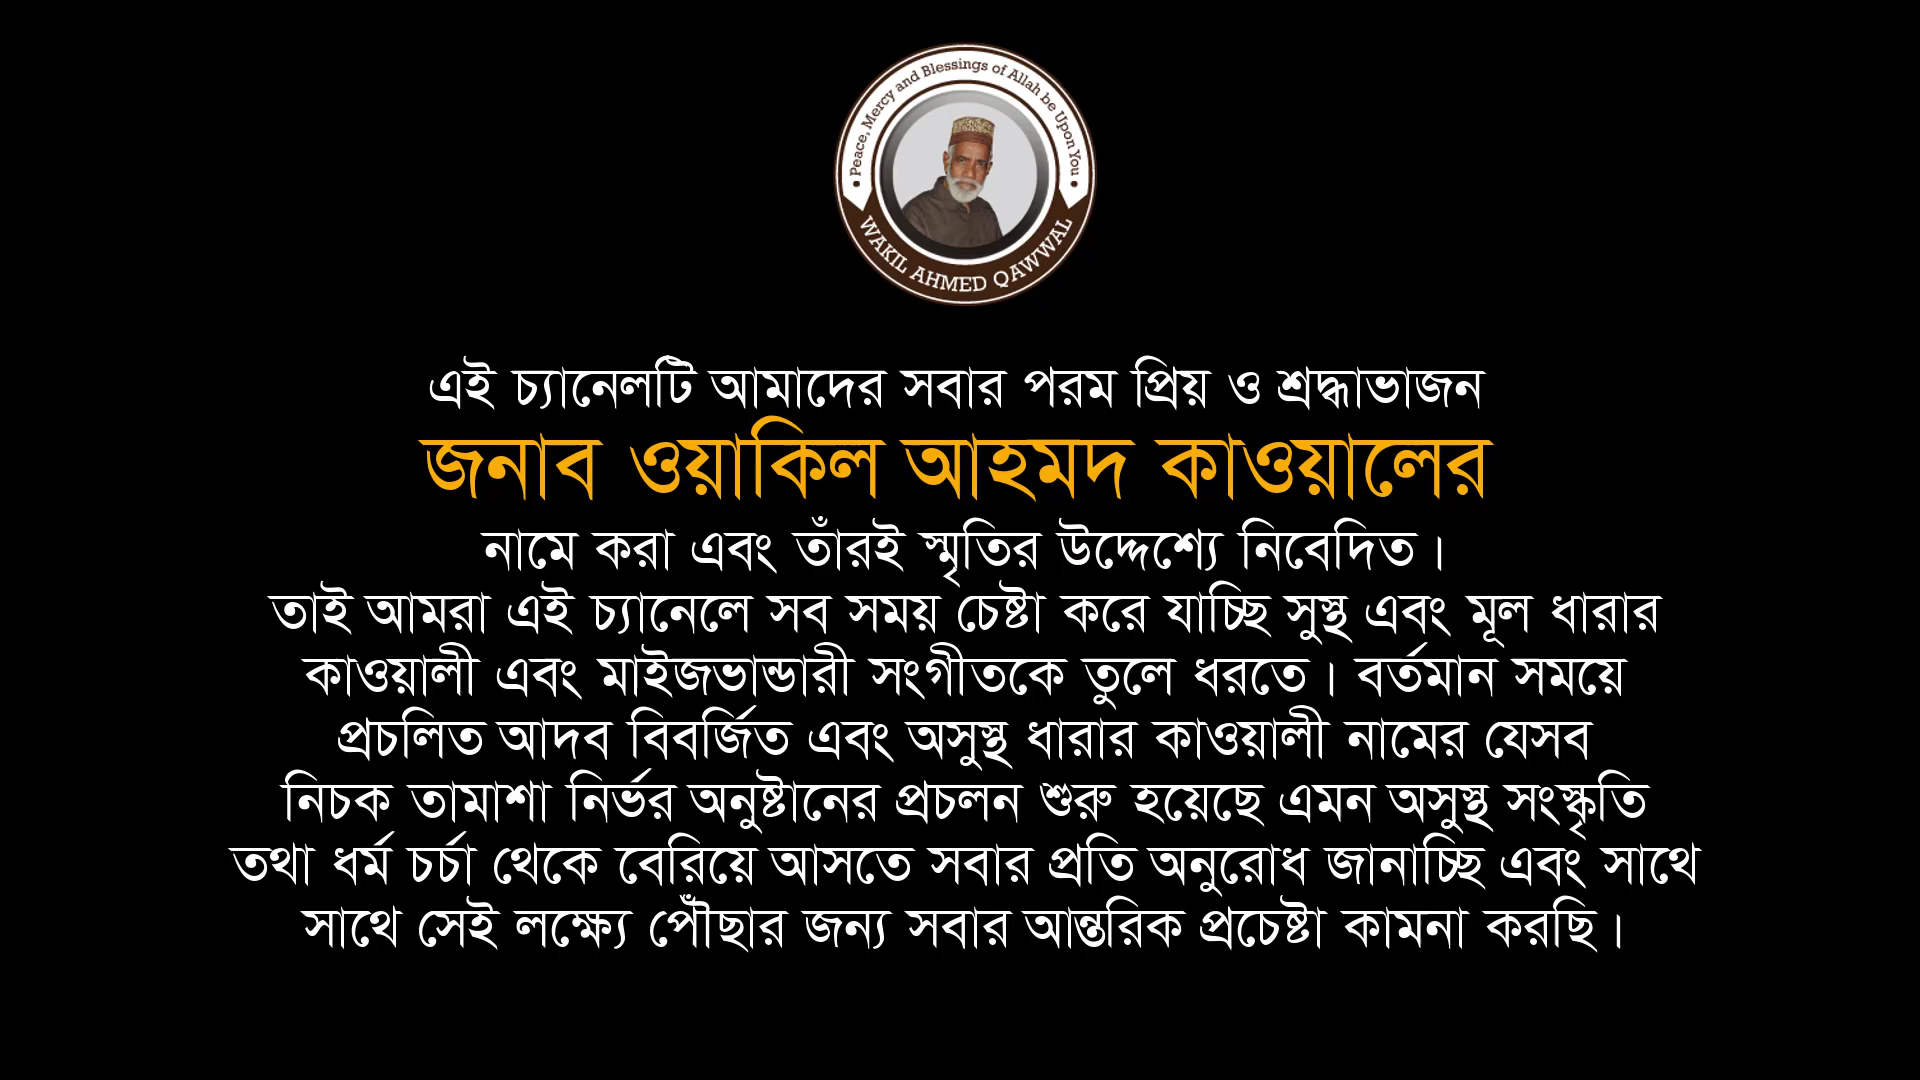 Peace, Mercy and Blessings of Allah be Upon You
WAKIL AHMED QAWWAL
এই চ্যানেলটি আমাদের সবার পরম প্রিয় ও শ্রদ্ধাভাজন
জনাব ওয়াকিল আহমদ কাওয়ালের
নামে করা এবং তাঁরই স্মৃতির উদ্দেশ্যে নিবেদিত।
তাই আমরা এই চ্যানেলে সব সময় চেষ্টা করে যাচ্ছি সুস্থ এবং মূল ধারার
কাওয়ালী এবং মাইজভান্ডারী সংগীতকে তুলে ধরতে। বর্তমান সময়ে
প্রচলিত আদব বিবর্জিত এবং অসুস্থ ধারার কাওয়ালী নামের যেসব
নিচক তামাশা নির্ভর অনুষ্টানের প্রচলন শুরু হয়েছে এমন অসুস্থ সংস্কৃতি
তথা ধর্ম চর্চা থেকে বেরিয়ে আসতে সবার প্রতি অনুরোধ জানাচ্ছি এবং সাথে
সাথে সেই লক্ষ্যে পৌঁছার জন্য সবার আন্তরিক প্রচেষ্টা কামনা করছি।